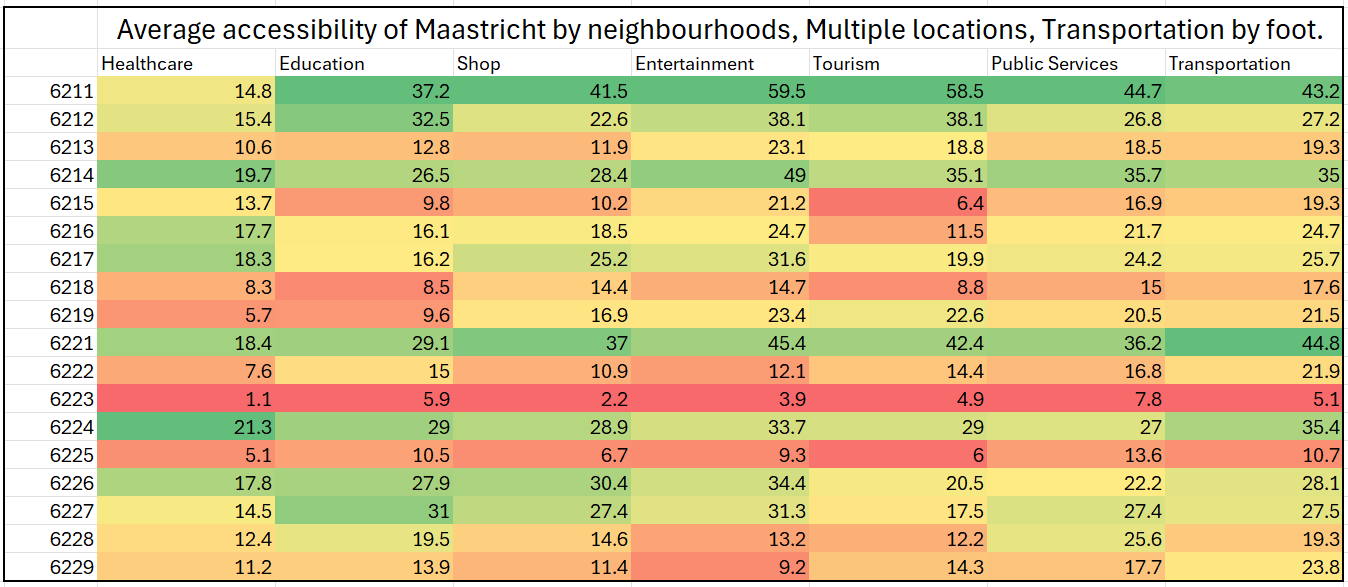 Average accessibility of Maastricht by neighbourhoods, Multiple locations, Transportation by foot.
Healthcare Education Shop Entertainment Tourism Public Services Transportation
6211 14.8 37.2 41.5 59.5 58.5 44.7 43.2
6212 15.4 32.5 22.6 38.1 38.1 26.8 27.2
6213 10.6 12.8 11.9 23.1 18.8 18.5 19.3
6214 19.7 26.5 28.4 49 35.1 35.7 35
6215 13.7 9.8 10.2 21.2 6.4 16.9 19.3
6216 17.7 16.1 18.5 24.7 11.5 21.7 24.7
6217 18.3 16.2 25.2 31.6 19.9 24.2 25.7
6218 8.3 8.5 14.4 14.7 8.8 15 17.6
6219 5.7 9.6 16.9 23.4 22.6 20.5 21.5
6221 18.4 29.1 37 45.4 42.4 36.2 44.8
6222 7.6 15 10.9 12.1 14.4 16.8 21.9
6223 1.1 5.9 2.2 3.9 4.9 7.8 5.1
6224 21.3 29 28.9 33.7 29 27 35.4
6225 5.1 10.5 6.7 9.3 6 13.6 10.7
6226 17.8 27.9 30.4 34.4 20.5 22.2 28.1
6227 14.5 31 27.4 31.3 17.5 27.4 27.5
6228 12.4 19.5 14.6 13.2 12.2 25.6 19.3
6229 11.2 13.9 11.4 9.2 14.3 17.7 23.8